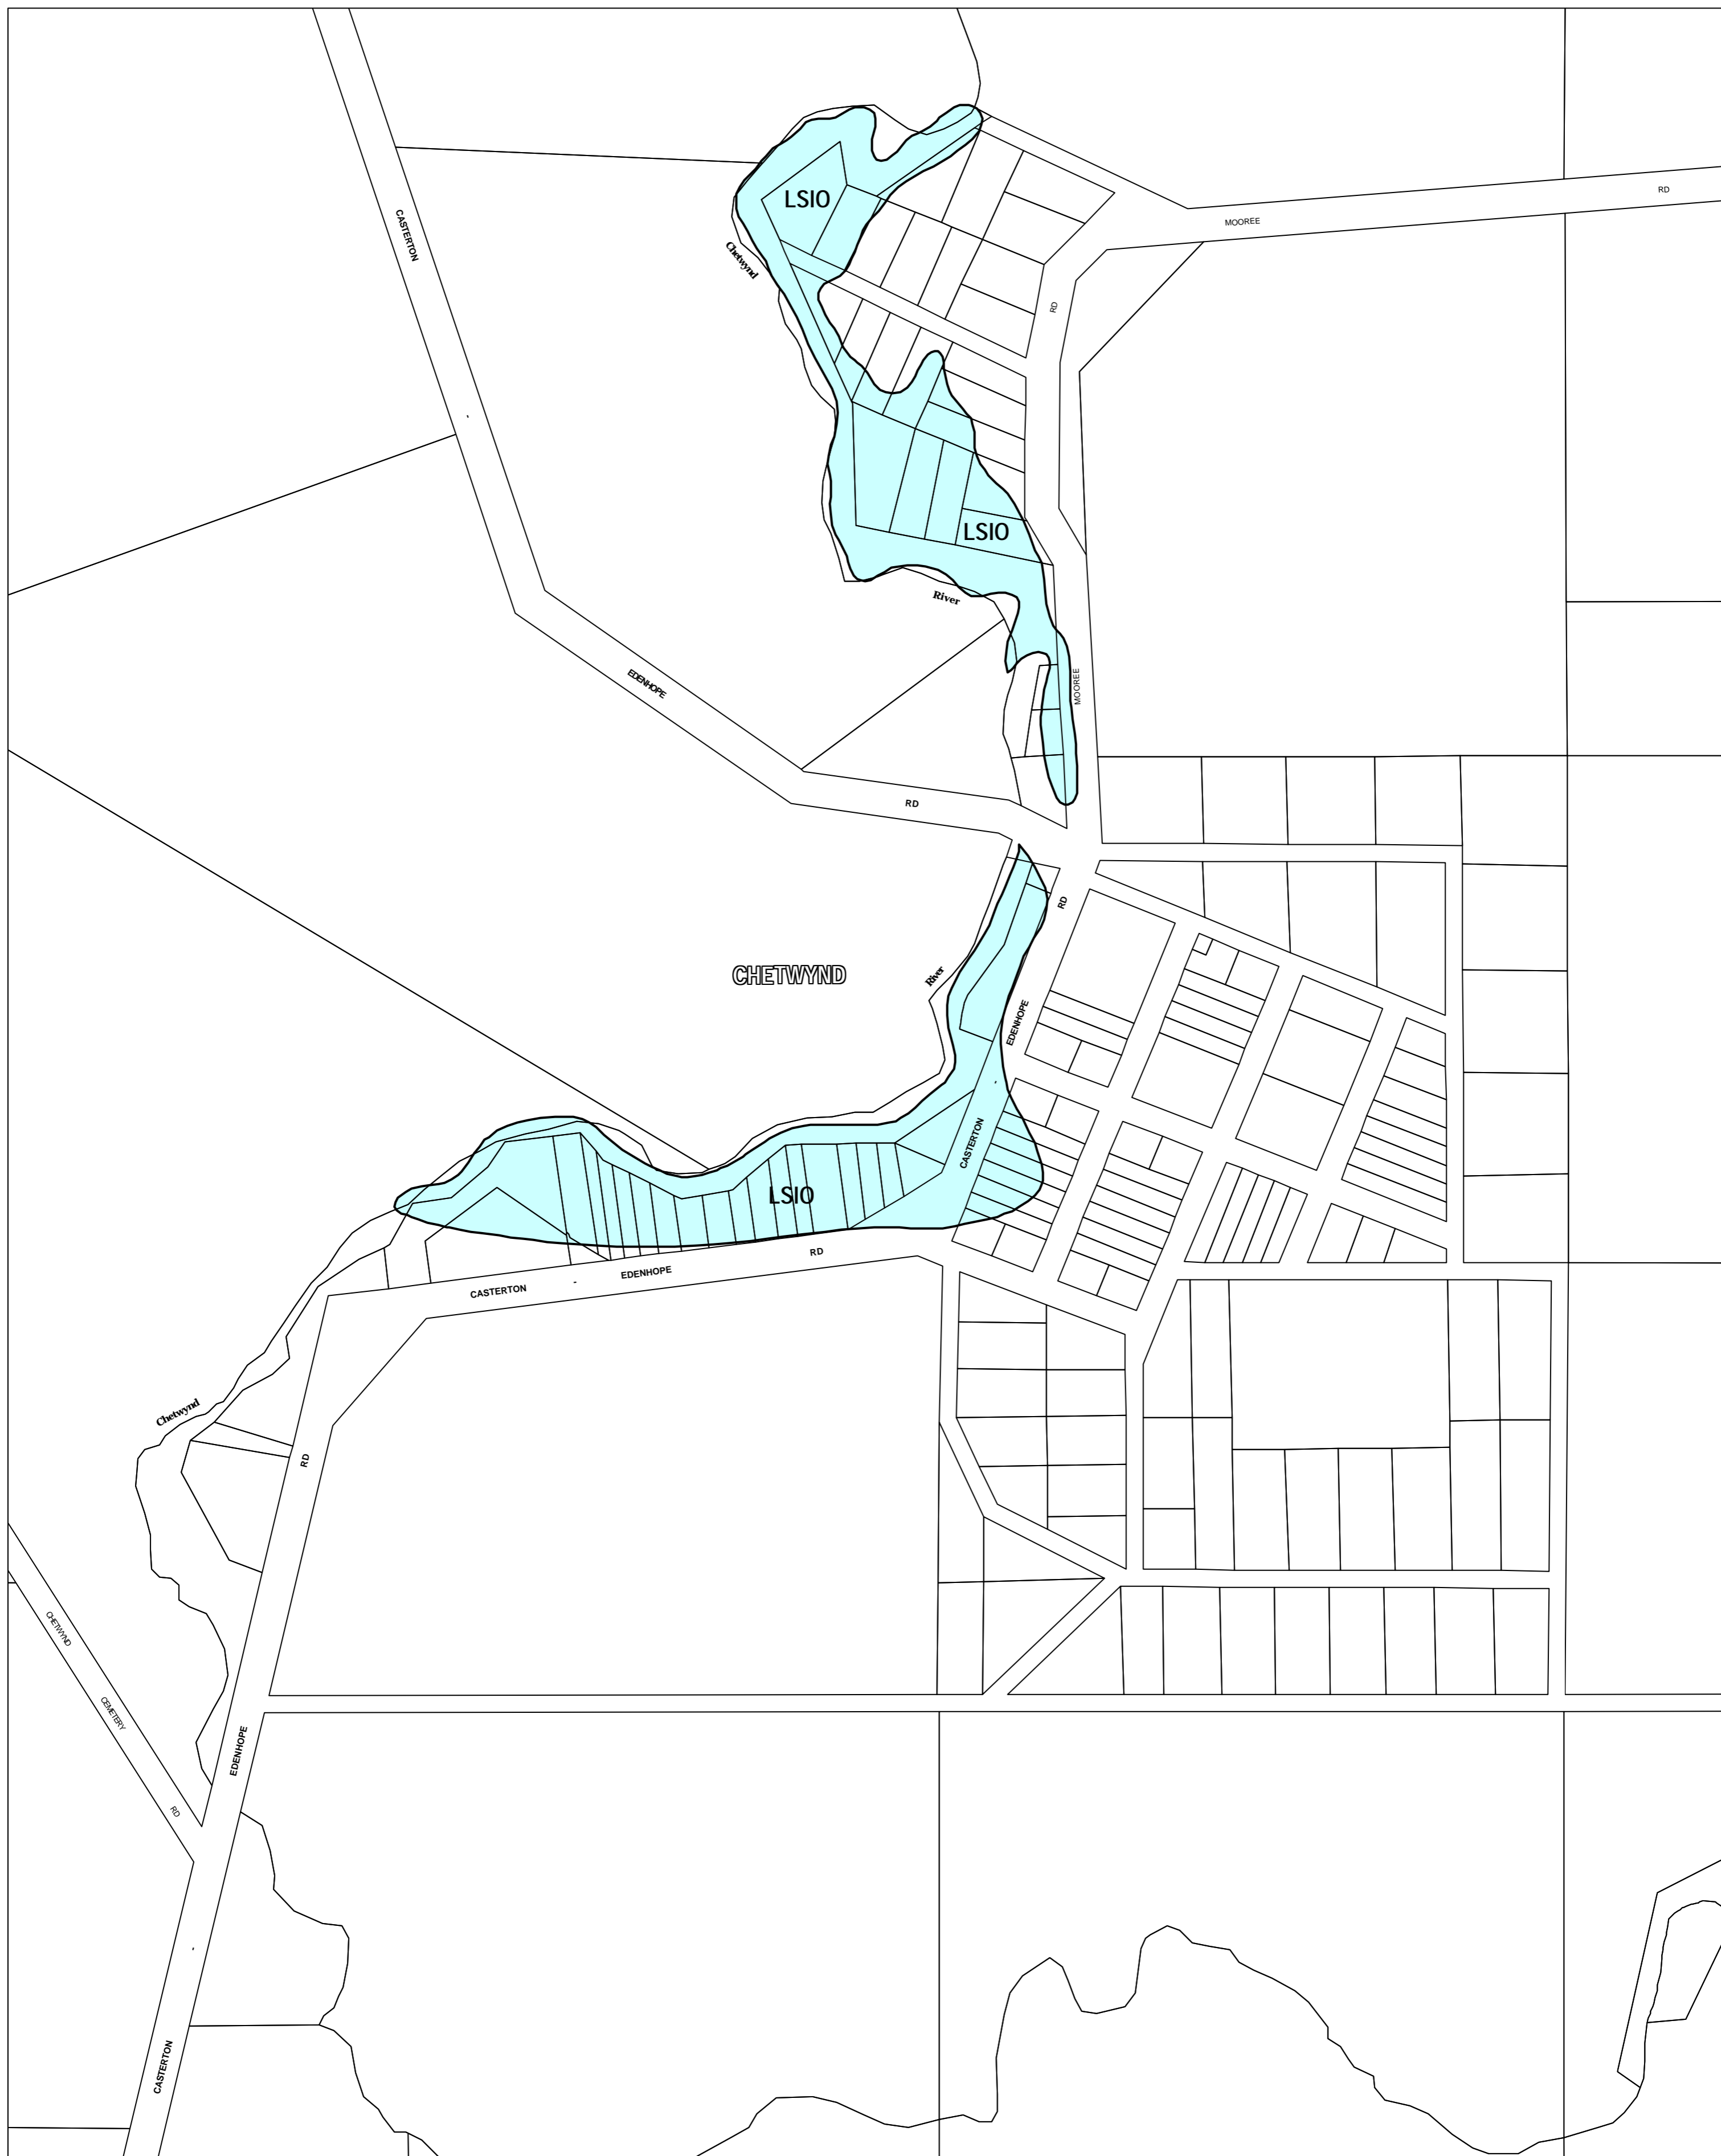 RD
MOOREE
LSIO
CASTERTON
Chetwynd
RD
-
LSIO
River
EDENHOPE
MOOREE
RD
RD
CHETWYND
River
EDENHOPE
-
CASTERTON
LSIO
RD
EDENHOPE
-
CASTERTON
Chetwynd
RD
CHETWYND
CEMETERY
RD
EDENHOPE
-
CASTERTON